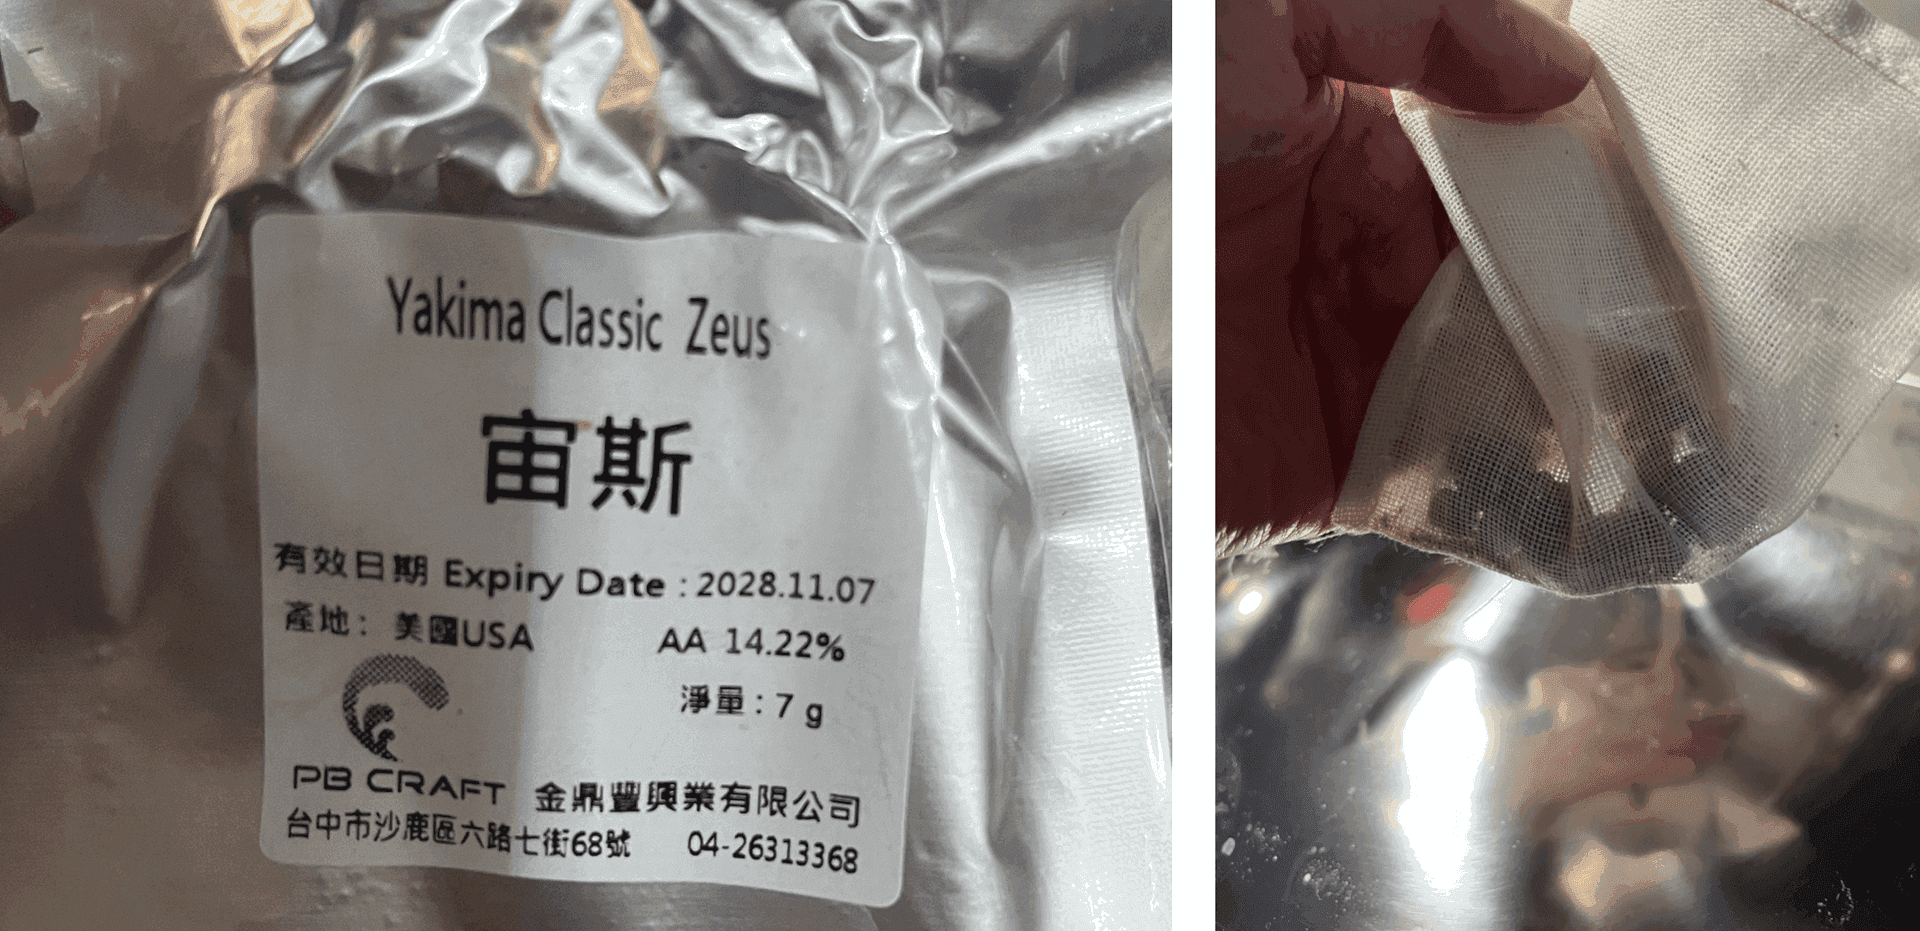 Yakima Classic Zeus
宙斯
有效日期 Expiry Date : 2028.11.07
產地： 美國USA AA 14.22%
淨量 : 7 g
PB CRAFT 金鼎豐興業有限公司
台中市沙鹿區六路七街68號 04-26313368